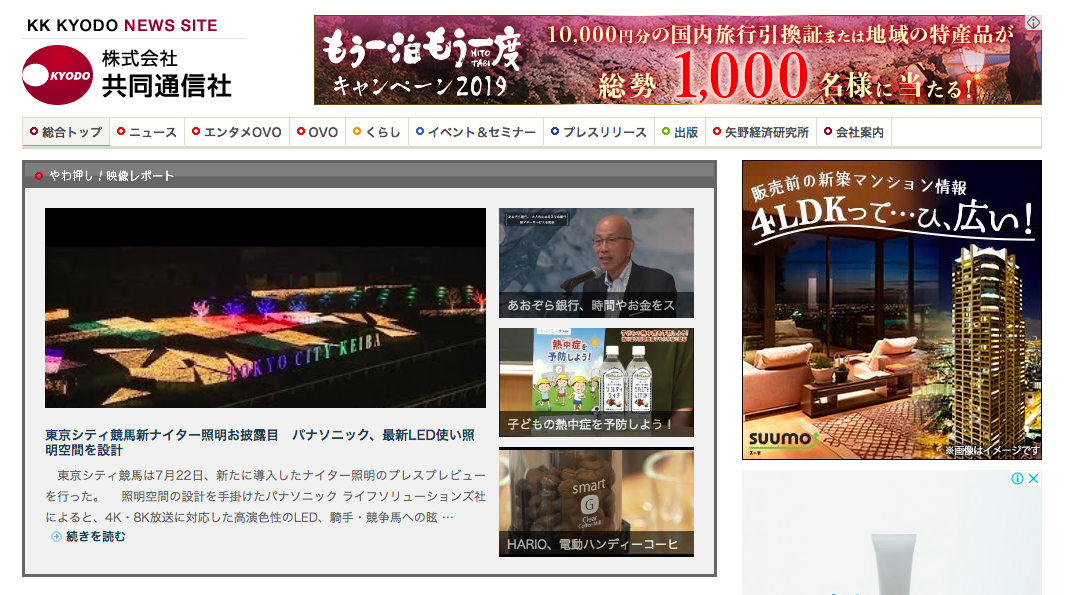 KK KYODO NEWS SITE
KYODO
株式会社
共同通信社
もう一泊もう一度
HITO
TABI
キャンペーン2019
10,000円分の国内旅行引換証または地域の特産品が
総勢 1,000 名様に当たる!
総合トップ
ニュース
エンタメOVO
OVO
くらし
イベント＆セミナー
プレスリリース
出版
矢野経済研究所
会社案内
やわ押し！映像レポート
TOKYO CITY KEIBA
東京シティ競馬新ナイター照明お披露目　パナソニック、最新LED使い照
明空間を設計
東京シティ競馬は7月22日、新たに導入したナイター照明のプレスプレビュー
を行った。　照明空間の設計を手掛けたパナソニック ライフソリューションズ社
によると、4K・8K放送に対応した高演色性のLED、騎手・競争馬への眩 …
続きを読む
あおぞら銀行、時間やお金をス
熱中症を
予防しよう!
子どもの熱中症を予防しよう！
smart
G
Clear
Coffee Mill
HARIO、電動ハンディーコーヒ
販売前の新築マンション情報
4LDKって…ひ、広い!
suumo
スーモ
※画像はイメージです